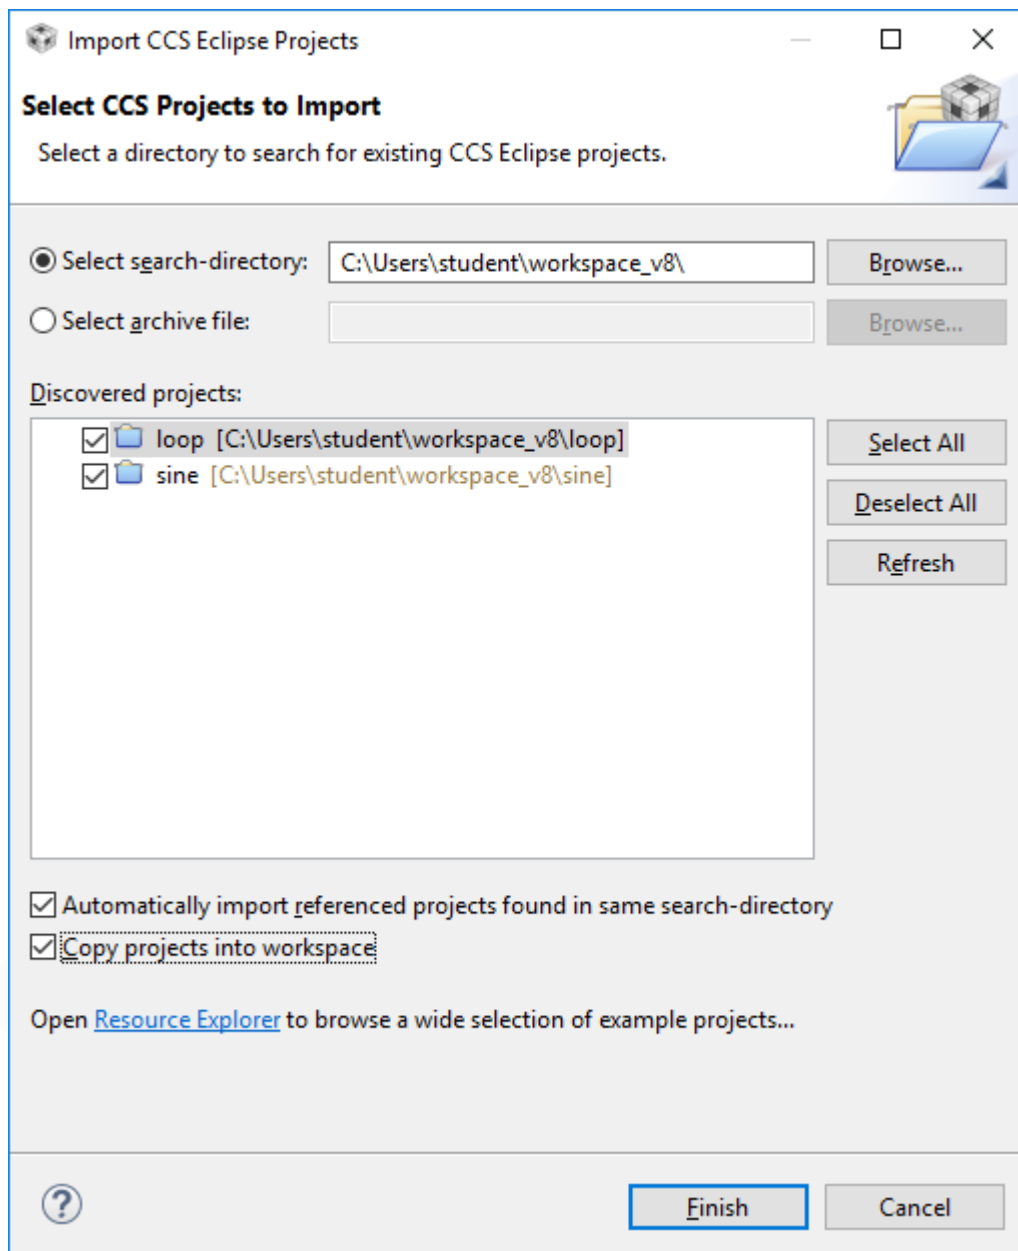 Import CCS Eclipse Projects
Select CCS Projects to Import
Select a directory to search for existing CCS Eclipse projects.
Select search-directory: C:\Users\student\workspace_v8\ Browse...
Select archive file: Browse...
Discovered projects:
loop [C:\Users\student\workspace_v8\loop] Select All
sine [C:\Users\student\workspace_v8\sine]
Deselect All
Refresh
Automatically import referenced projects found in same search-directory
Copy projects into workspace
Open Resource Explorer to browse a wide selection of example projects...
? Finish Cancel